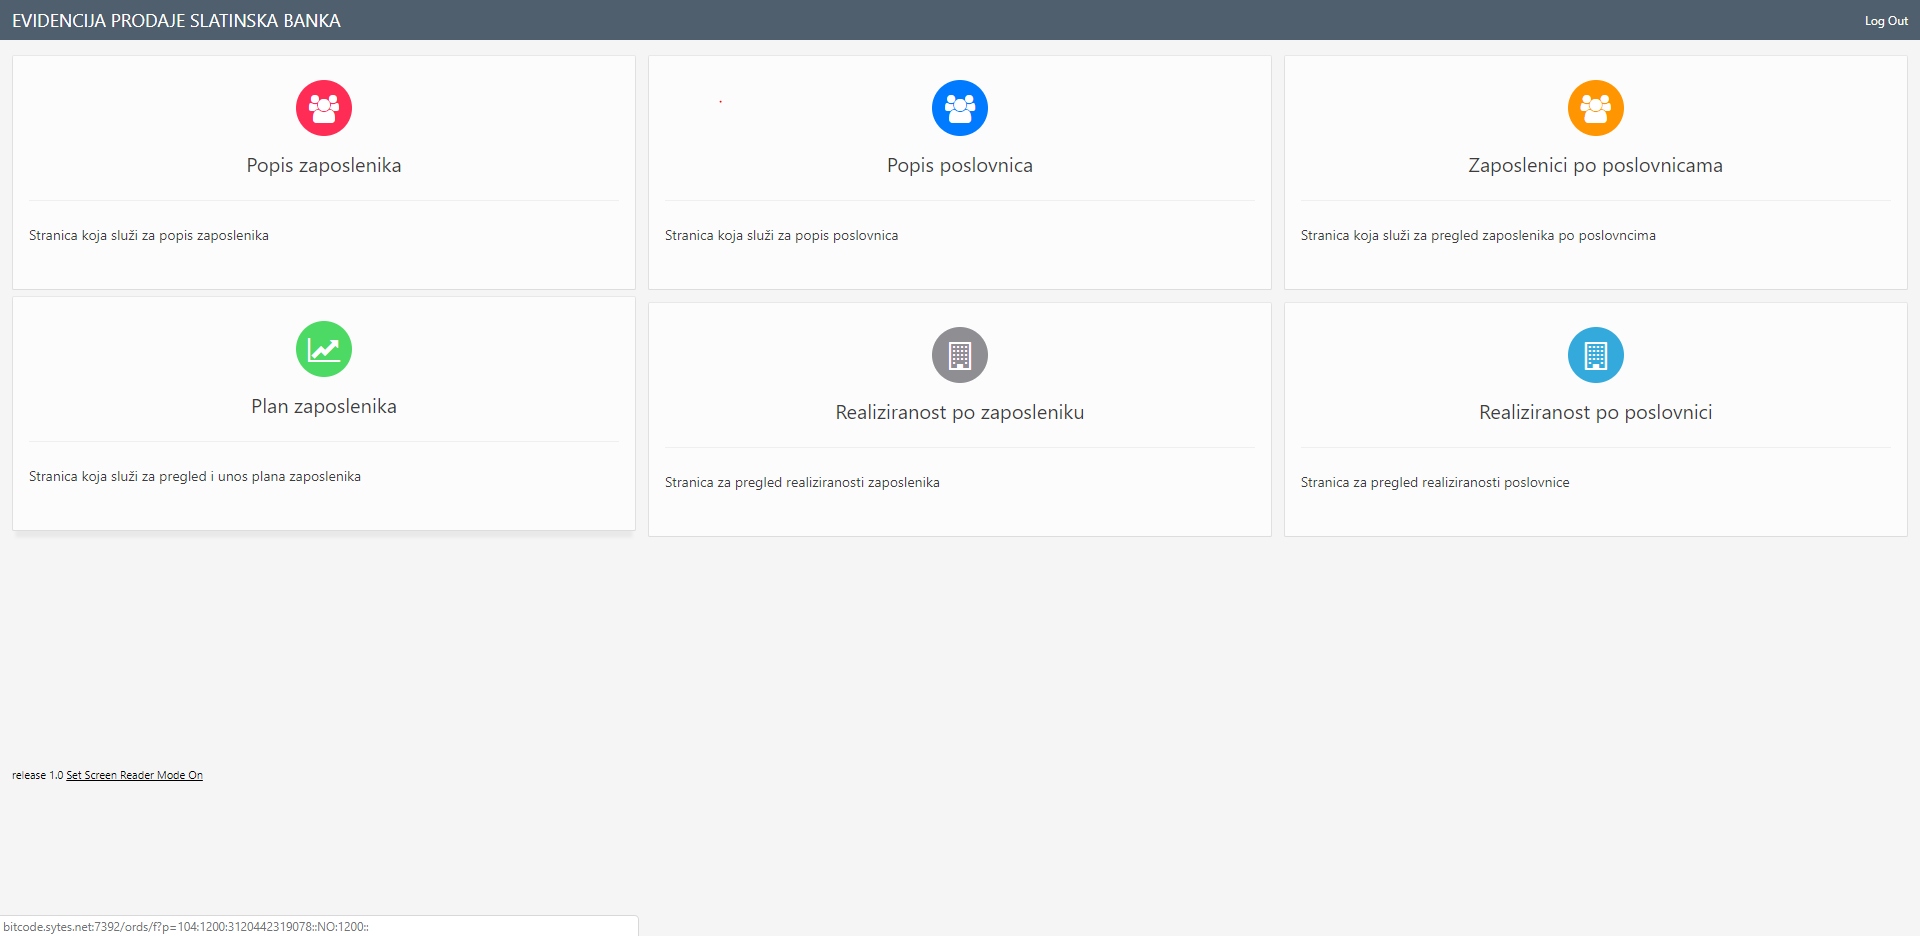 EVIDENCIJA PRODAJE SLATINSKA BANKA
Log Out
Popis zaposlenika
Stranica koja služi za popis zaposlenika
Popis poslovnica
Stranica koja služi za popis poslovnica
Zaposlenici po poslovnicama
Stranica koja služi za pregled zaposlenika po poslovncima
Plan zaposlenika
Stranica koja služi za pregled i unos plana zaposlenika
Realiziranost po zaposleniku
Stranica za pregled realiziranosti zaposlenika
Realiziranost po poslovnici
Stranica za pregled realiziranosti poslovnice
release 1.0 Set Screen Reader Mode On
bitcode.sytes.net:7392/ords/f?p=104:1200:3120442319078::NO:1200::